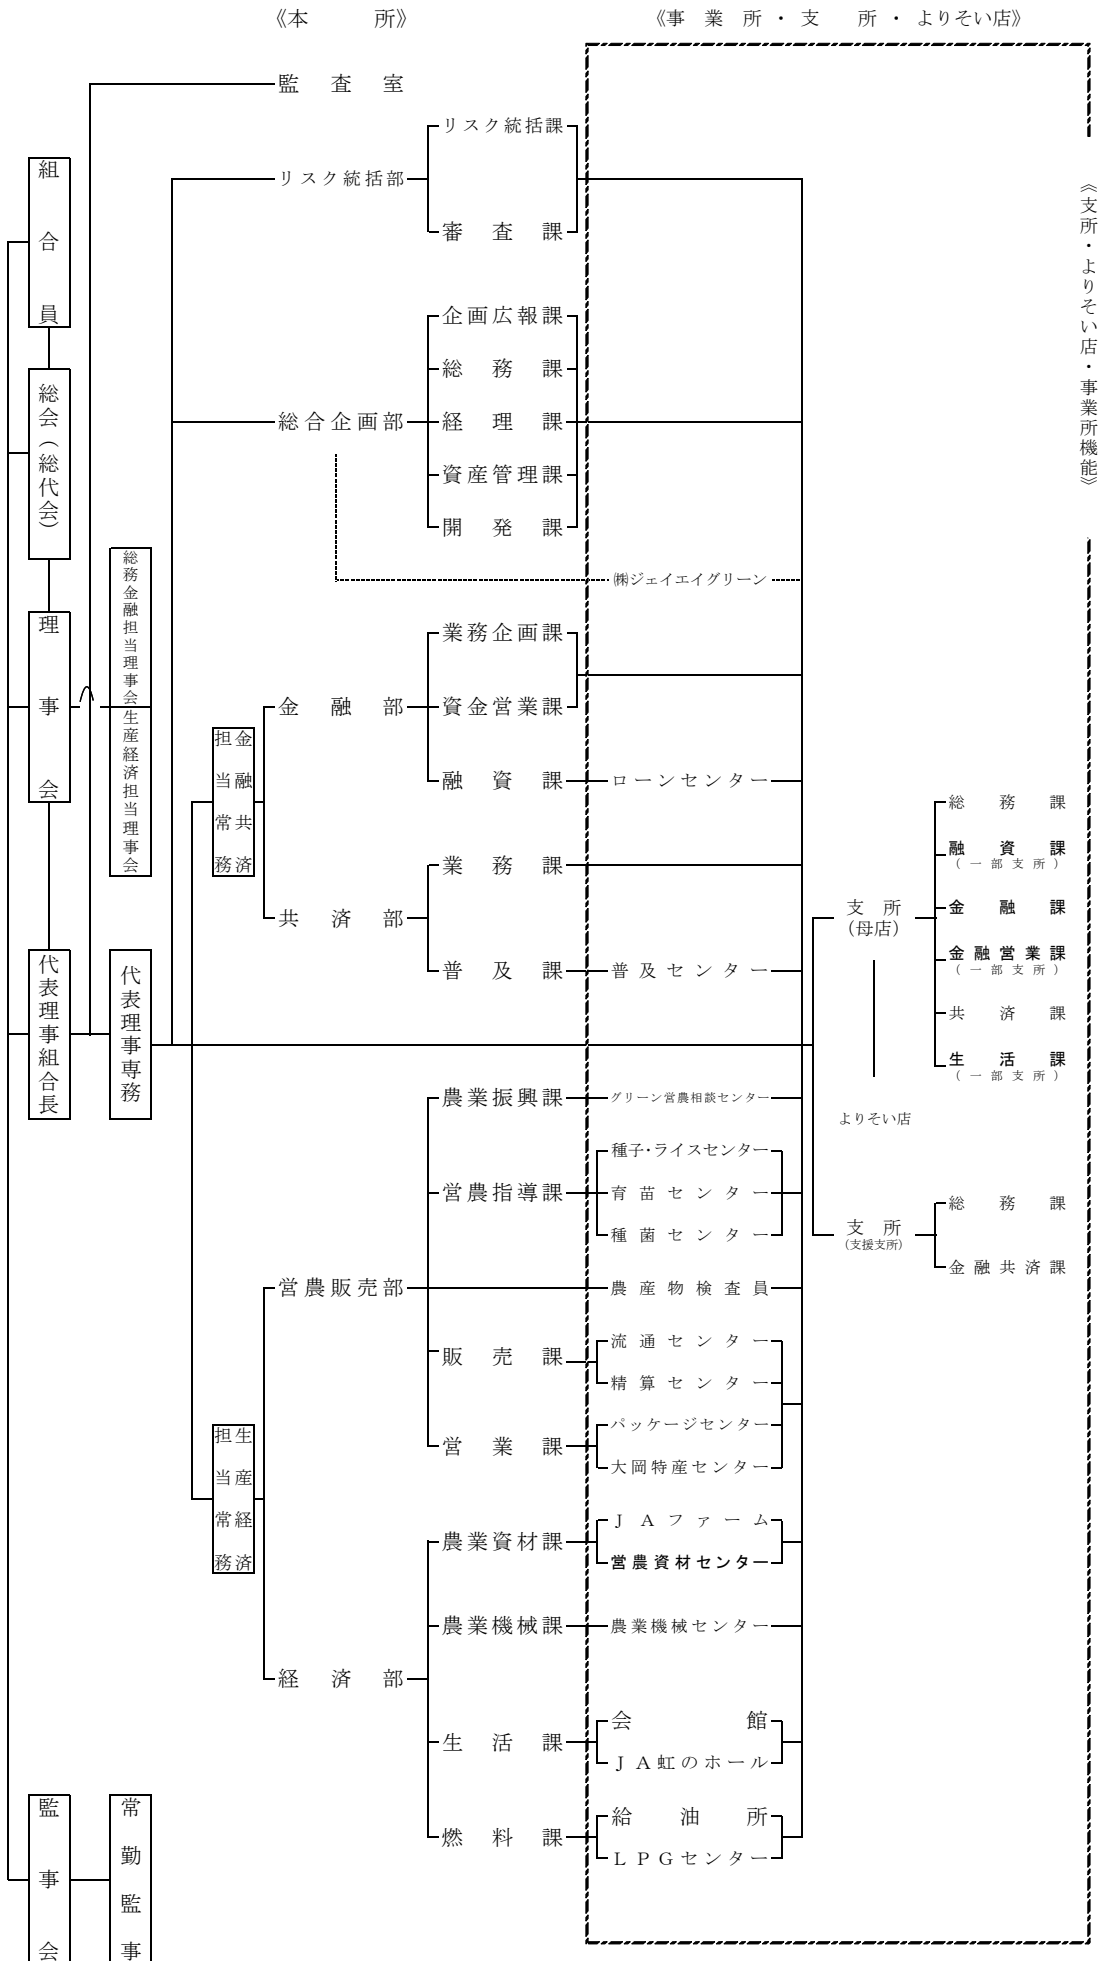 《本　　所》
《事業所・支所・よりそい店》
監査室
リスク統括課
リスク統括部
審査課
組合員
総会（総代会）
理事会
代表理事組合長
監事会
総務金融担当理事会
生産経済担当理事会
代表理事専務
常勤監事
企画広報課
総務課
総合企画部
経理課
資産管理課
開発課
㈱ジェイエイグリーン
金融共済
担当常務
業務企画課
金融部
資金営業課
融資課
ローンセンター
業務課
共済部
普及課
普及センター
生産経済
担当常務
農業振興課
グリーン営農相談センター
営農指導課
種子・ライスセンター
育苗センター
種菌センター
営農販売部
農産物検査員
販売課
流通センター
精算センター
営業課
パッケージセンター
大岡特産センター
農業資材課
ＪＡファーム
営農資材センター
農業機械課
農業機械センター
経済部
生活課
会館
ＪＡ虹のホール
燃料課
給油所
ＬＰＧセンター
《支所・よりそい店・事業所機能》
支所
（母店）
総務課
融資課
（一部支所）
金融課
金融営業課
（一部支所）
共済課
生活課
（一部支所）
よりそい店
支所
（支援支所）
総務課
金融共済課